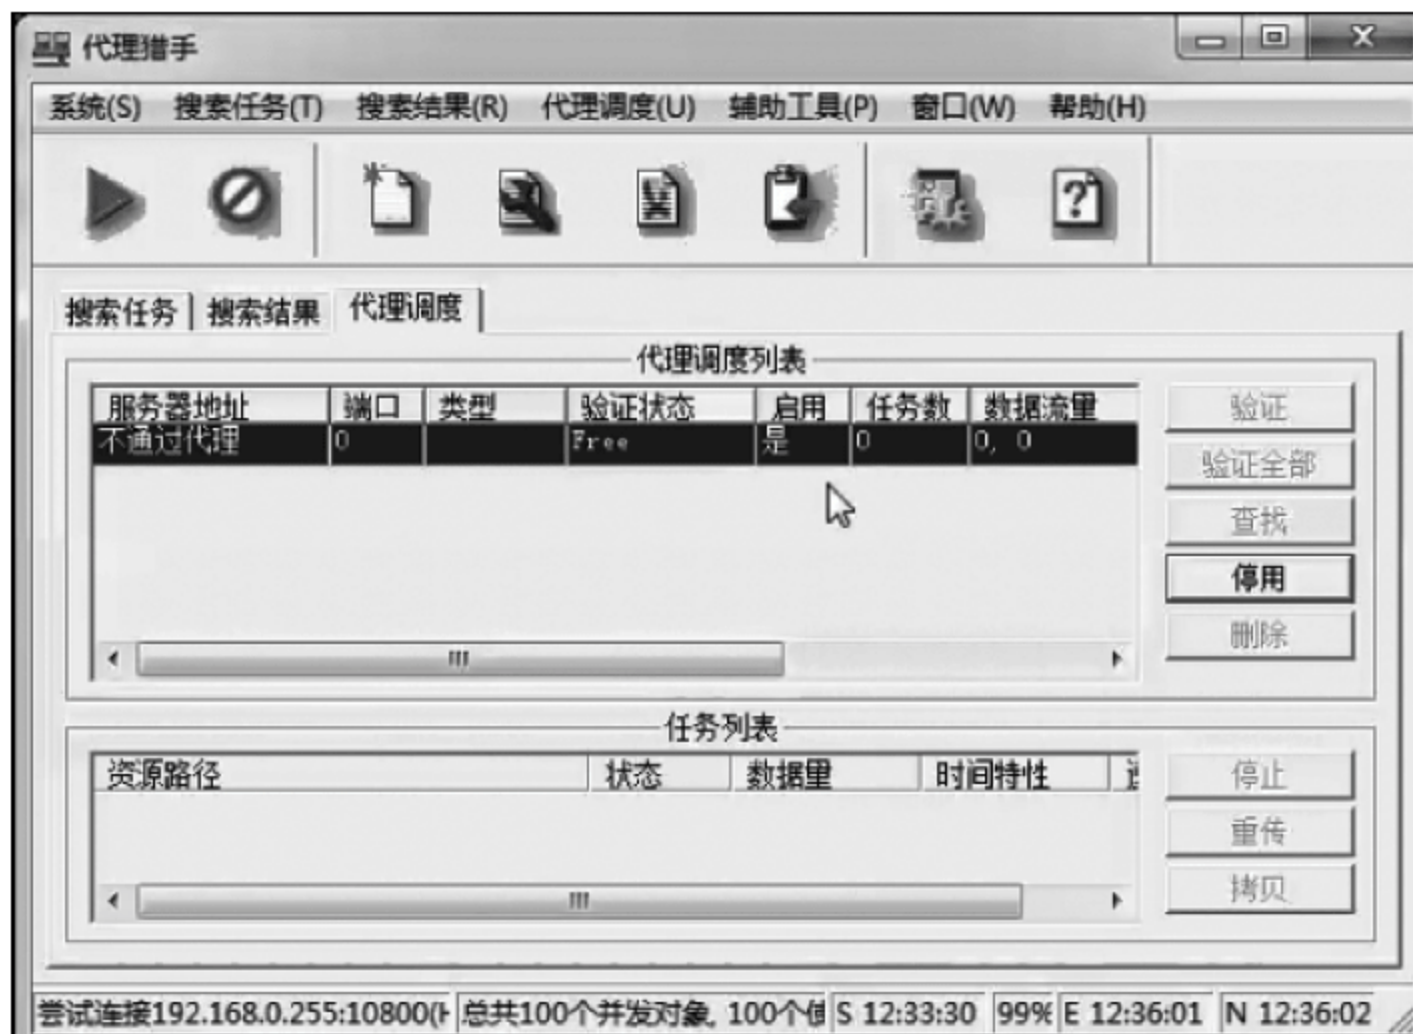 代理猎手
系统(S) 搜素任务(T) 搜素结果(R) 代理调度(U) 辅助工具(P) 窗口(W) 帮助(H)
搜索任务 搜索结果 代理调度
代理调度列表
服务器地址 端口 类型 验证状态 启用 任务数 数据流量
不通过代理 0 Free 是 0 0, 0
验证
验证全部
查找
停用
删除
任务列表
资源路径 状态 数据量 时间特性
停止
重传
拷贝
尝试连接192.168.0.255:10800(H 总共100个并发对象, 100个 S 12:33:30 99% E 12:36:01 N 12:36:02